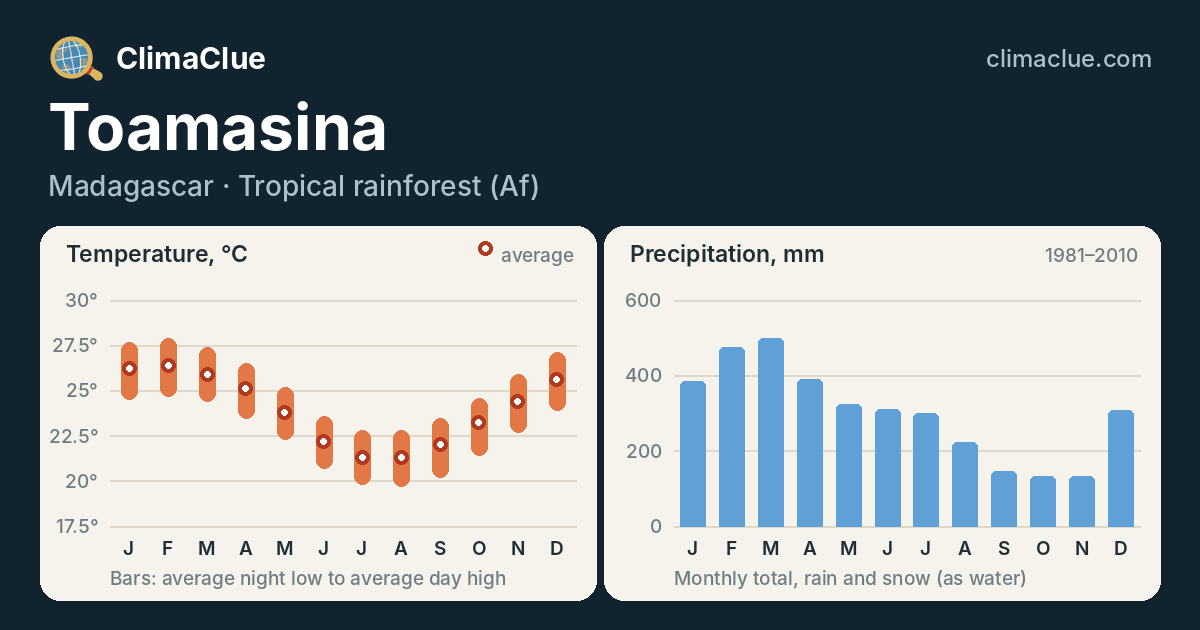 ClimaClue
climaclue.com
Toamasina
Madagascar · Tropical rainforest (Af)
Temperature, °C
average
30°
27.5°
25°
22.5°
20°
17.5°
J F M A M J J A S O N D
Bars: average night low to average day high
Precipitation, mm
1981–2010
600
400
200
0
J F M A M J J A S O N D
Monthly total, rain and snow (as water)